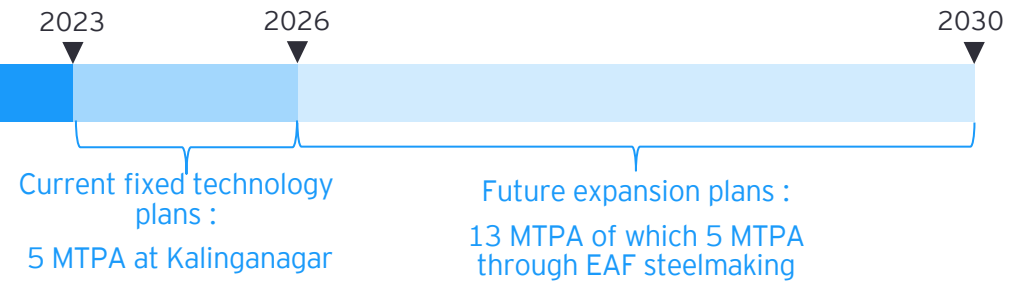 2023
2026
2030
Current fixed technology
plans :
5 MTPA at Kalinganagar
Future expansion plans :
13 MTPA of which 5 MTPA
through EAF steelmaking